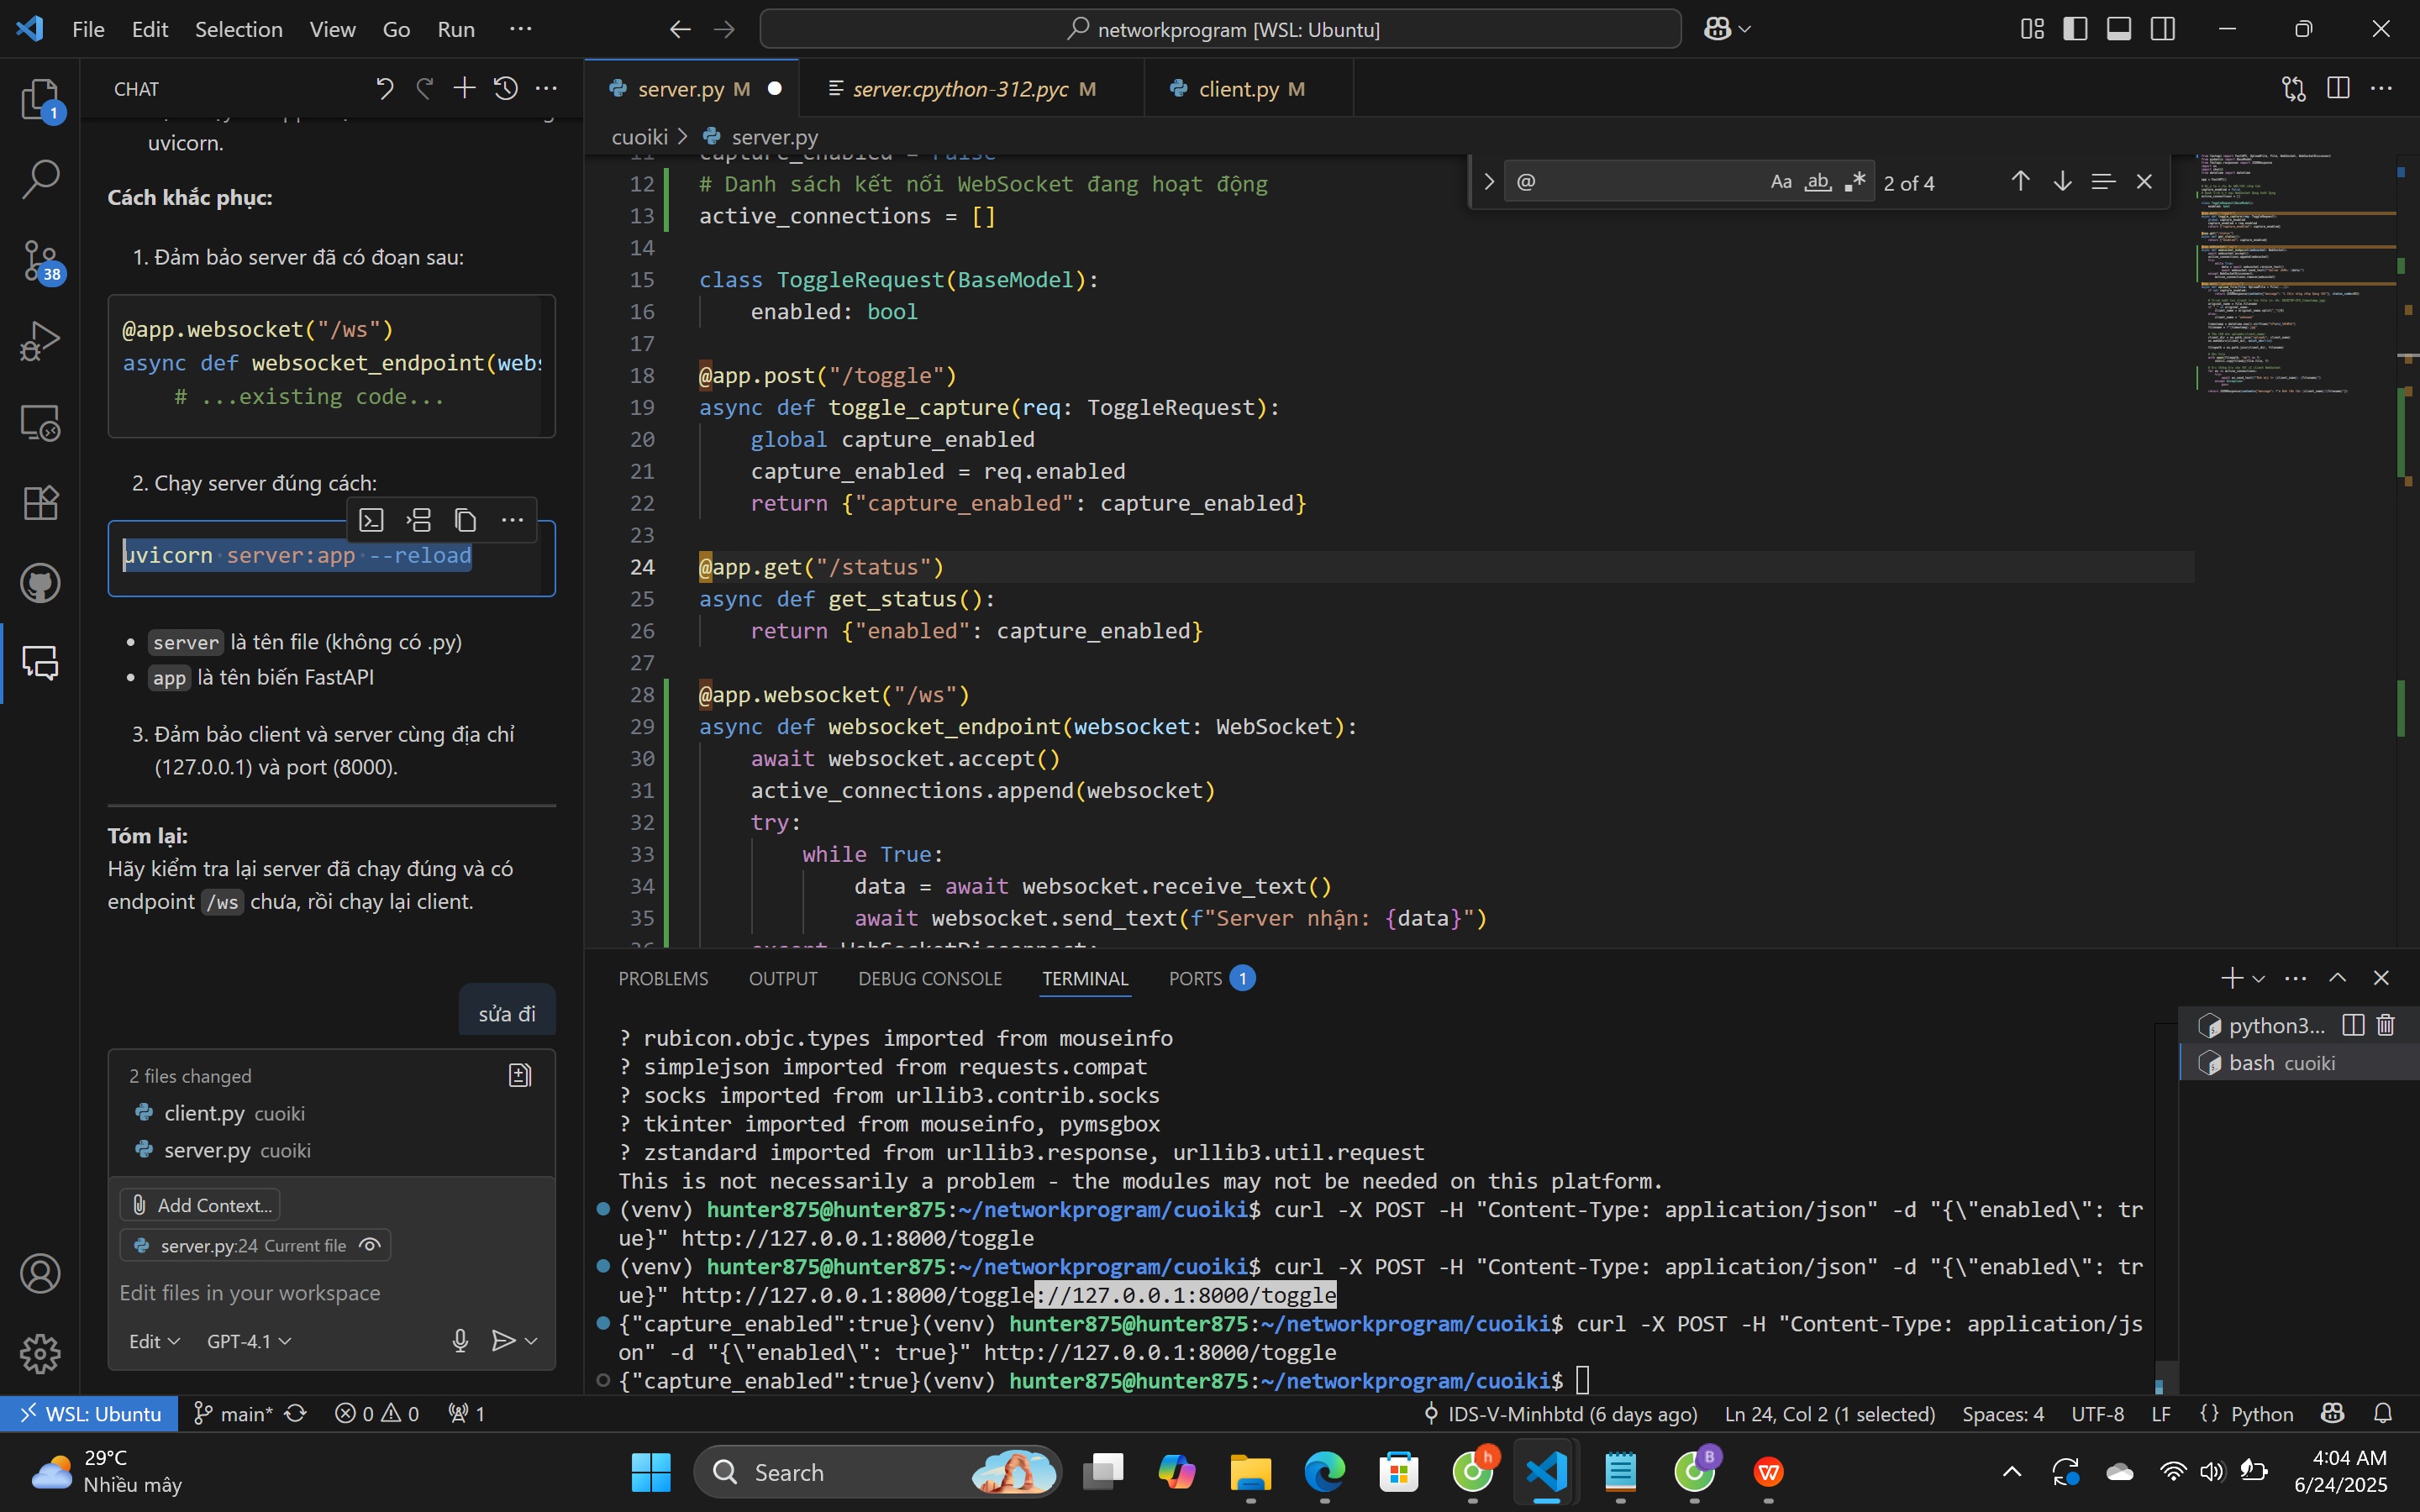 File Edit Selection View Go Run ···
networkprogram [WSL: Ubuntu]
CHAT
uvicorn.
Cách khắc phục:
1. Đảm bảo server đã có đoạn sau:
@app.websocket("/ws")
async def websocket_endpoint(webs
# ...existing code...
2. Chạy server đúng cách:
uvicorn server:app --reload
server là tên file (không có .py)
app là tên biến FastAPI
3. Đảm bảo client và server cùng địa chỉ
(127.0.0.1) và port (8000).
Tóm lại:
Hãy kiểm tra lại server đã chạy đúng và có
endpoint /ws chưa, rồi chạy lại client.
sửa đi
2 files changed
client.py cuoiki
server.py cuoiki
Add Context...
server.py:24 Current file
Edit files in your workspace
Edit GPT-4.1
1
38
server.py M
server.cpython-312.pyc M
client.py M
cuoiki > server.py
@ Aa ab 2 of 4
11 capture_enabled = False
12 # Danh sách kết nối WebSocket đang hoạt động
13 active_connections = []
14
15 class ToggleRequest(BaseModel):
16 enabled: bool
17
18 @app.post("/toggle")
19 async def toggle_capture(req: ToggleRequest):
20 global capture_enabled
21 capture_enabled = req.enabled
22 return {"capture_enabled": capture_enabled}
23
24 @app.get("/status")
25 async def get_status():
26 return {"enabled": capture_enabled}
27
28 @app.websocket("/ws")
29 async def websocket_endpoint(websocket: WebSocket):
30 await websocket.accept()
31 active_connections.append(websocket)
32 try:
33 while True:
34 data = await websocket.receive_text()
35 await websocket.send_text(f"Server nhận: {data}")
36 except WebSocketDisconnect:
PROBLEMS OUTPUT DEBUG CONSOLE TERMINAL PORTS 1
? rubicon.objc.types imported from mouseinfo
? simplejson imported from requests.compat
? socks imported from urllib3.contrib.socks
? tkinter imported from mouseinfo, pymsgbox
? zstandard imported from urllib3.response, urllib3.util.request
This is not necessarily a problem - the modules may not be needed on this platform.
(venv) hunter875@hunter875:~/networkprogram/cuoiki$ curl -X POST -H "Content-Type: application/json" -d "{\"enabled\": tr
ue}" http://127.0.0.1:8000/toggle
(venv) hunter875@hunter875:~/networkprogram/cuoiki$ curl -X POST -H "Content-Type: application/json" -d "{\"enabled\": tr
ue}" http://127.0.0.1:8000/toggle://127.0.0.1:8000/toggle
{"capture_enabled":true}(venv) hunter875@hunter875:~/networkprogram/cuoiki$ curl -X POST -H "Content-Type: application/js
on" -d "{\"enabled\": true}" http://127.0.0.1:8000/toggle
{"capture_enabled":true}(venv) hunter875@hunter875:~/networkprogram/cuoiki$
python3...
bash cuoiki
WSL: Ubuntu main* 0 0 1 IDS-V-Minhbtd (6 days ago) Ln 24, Col 2 (1 selected) Spaces: 4 UTF-8 LF {} Python
29°C
Nhiều mây
Search
h
B
4:04 AM
6/24/2025